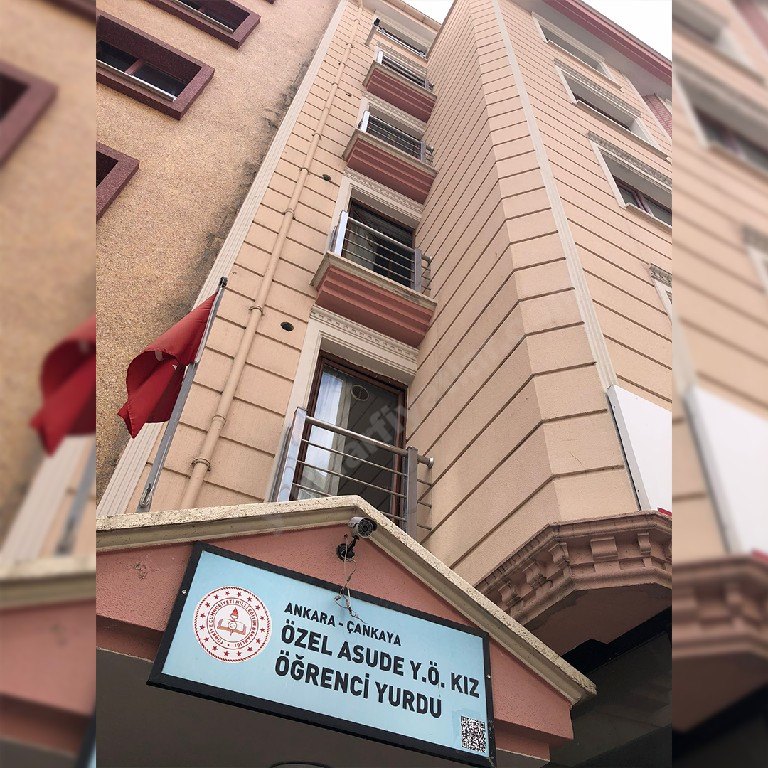 ANKARA - ÇANKAYA
ÖZEL ASUDE Y.Ö. KIZ
ÖĞRENCİ YURDU